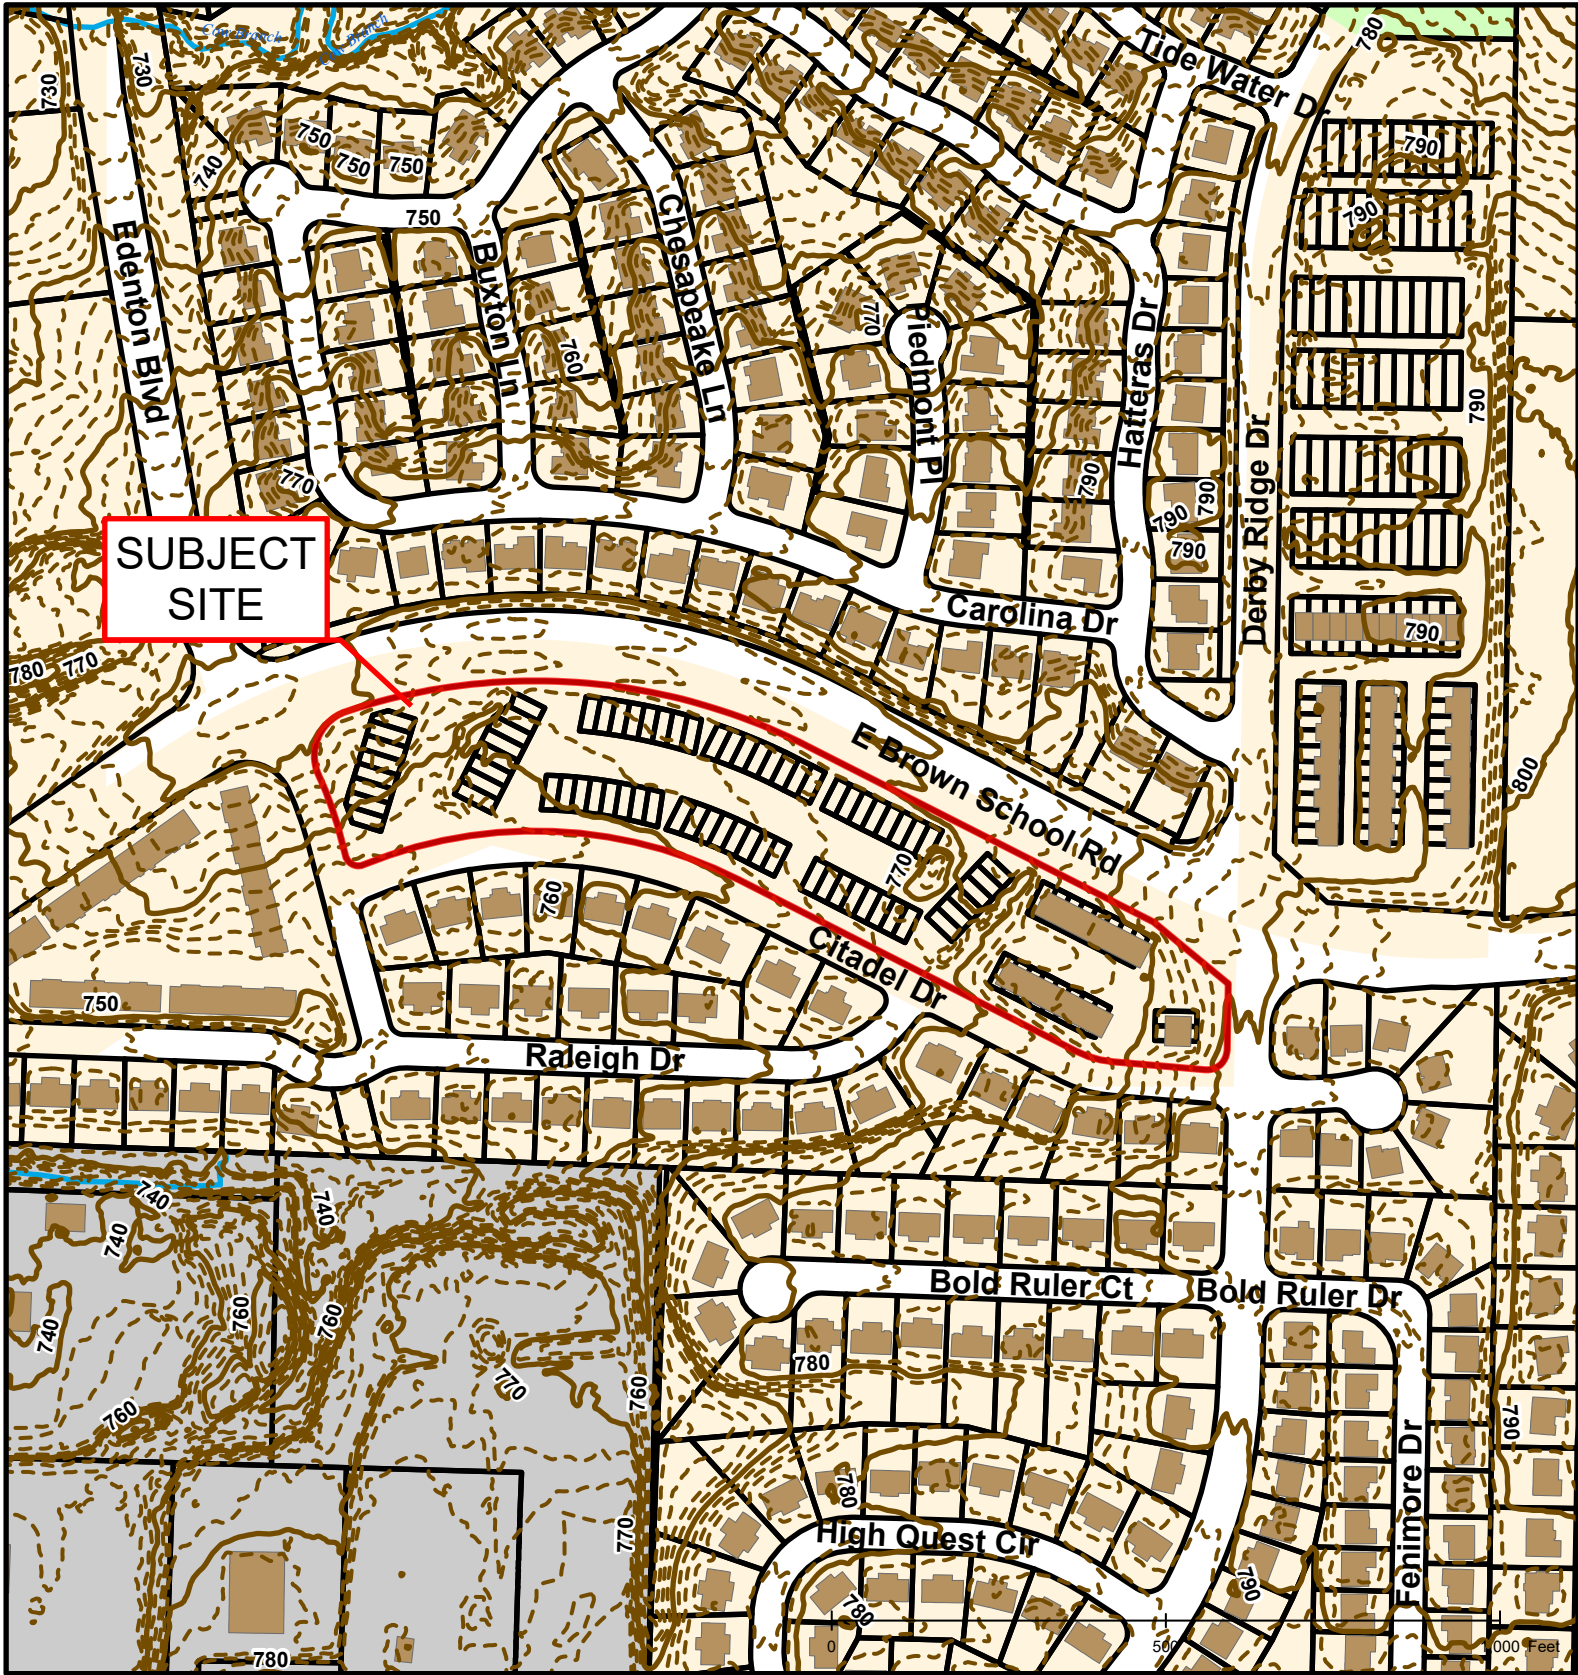 Cow Branch
Cow Branch
780
Tide Water Dr
730
730
750
750
750
740
790
750
790
Edenton Blvd
Buxton Ln
Chesapeake Ln
770
Piedmont Pl
Hatteras Dr
760
790
Derby Ridge Dr
770
790
790
790
790
SUBJECT
SITE
Carolina Dr
790
780
770
E Brown School Rd
800
770
760
Citadel Dr
750
Raleigh Dr
740
740
740
760
760
740
Bold Ruler Ct
Bold Ruler Dr
780
770
760
760
790
Fenimore Dr
780
770
High Quest Cir
790
780
0
500
1,000 Feet
780